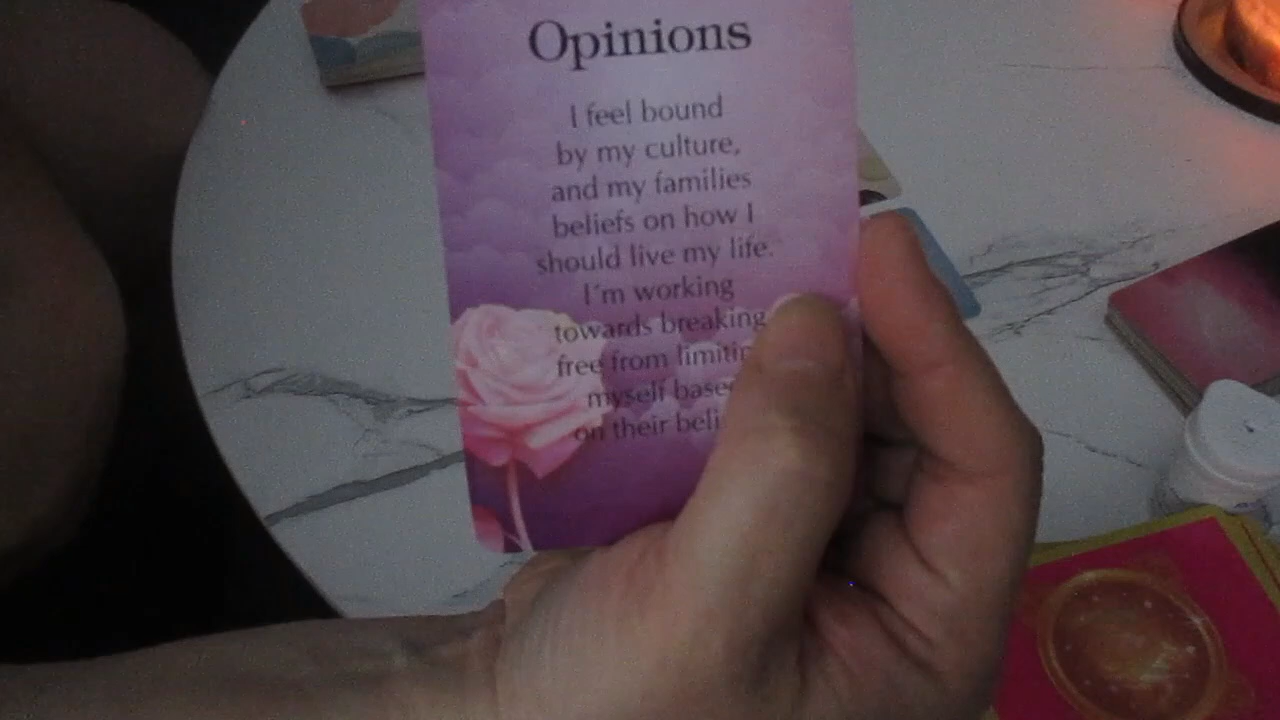 Opinions
I feel bound
by my culture,
and my families
beliefs on how I
should live my life.
I'm working
towards breaking
free from
myself
on their